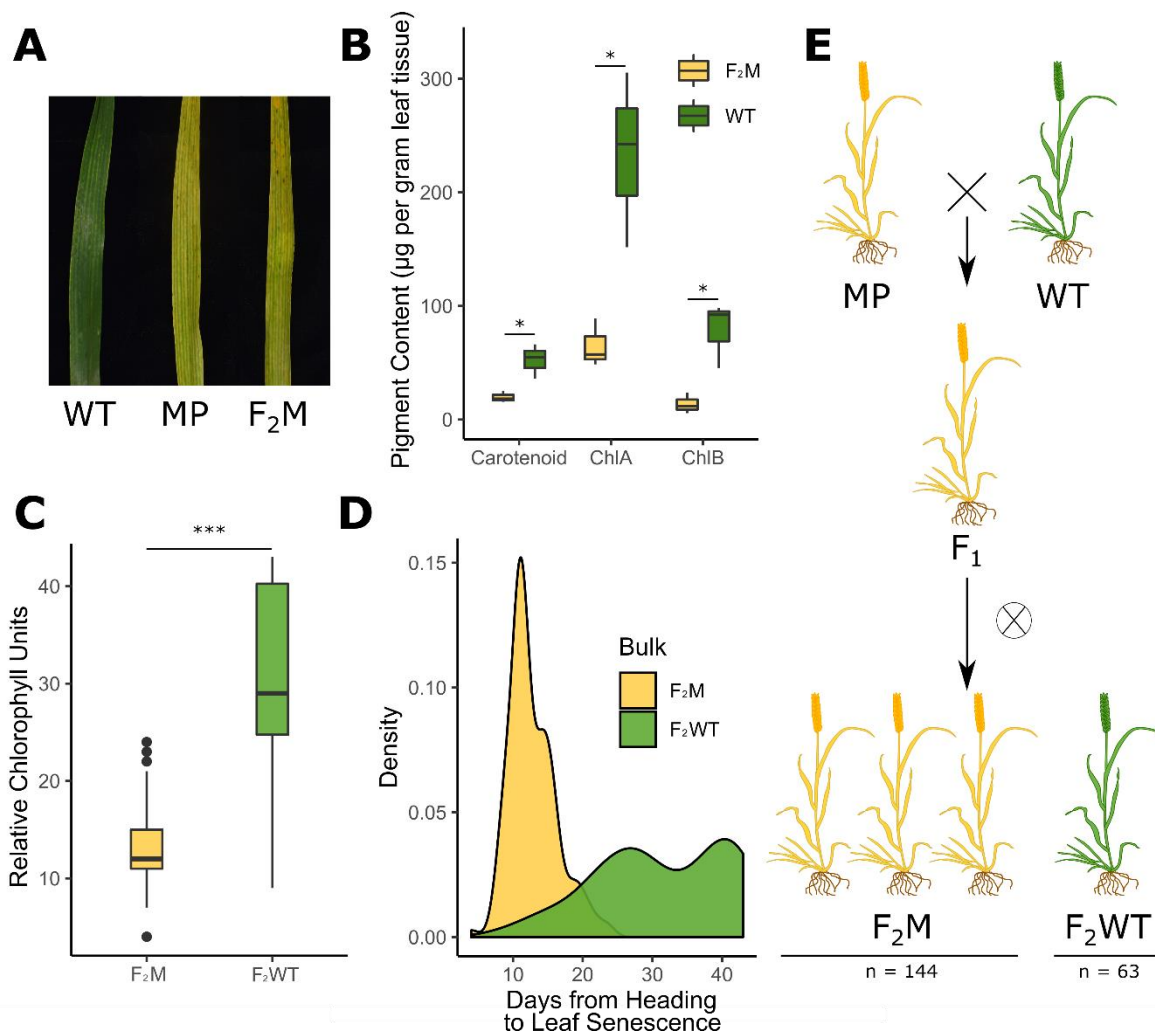 A
WT MP F₂M
B
Pigment Content (µg per gram leaf tissue)
300
200
100
0
*
*
*
F₂M
WT
Carotenoid ChlA ChlB
C
Relative Chlorophyll Units
40
30
20
10
***
F₂M F₂WT
D
Density
0.15
0.10
0.05
0.00
Bulk
F₂M
F₂WT
10 20 30 40
Days from Heading
to Leaf Senescence
E
MP WT
F₁
F₂M F₂WT
n = 144 n = 63